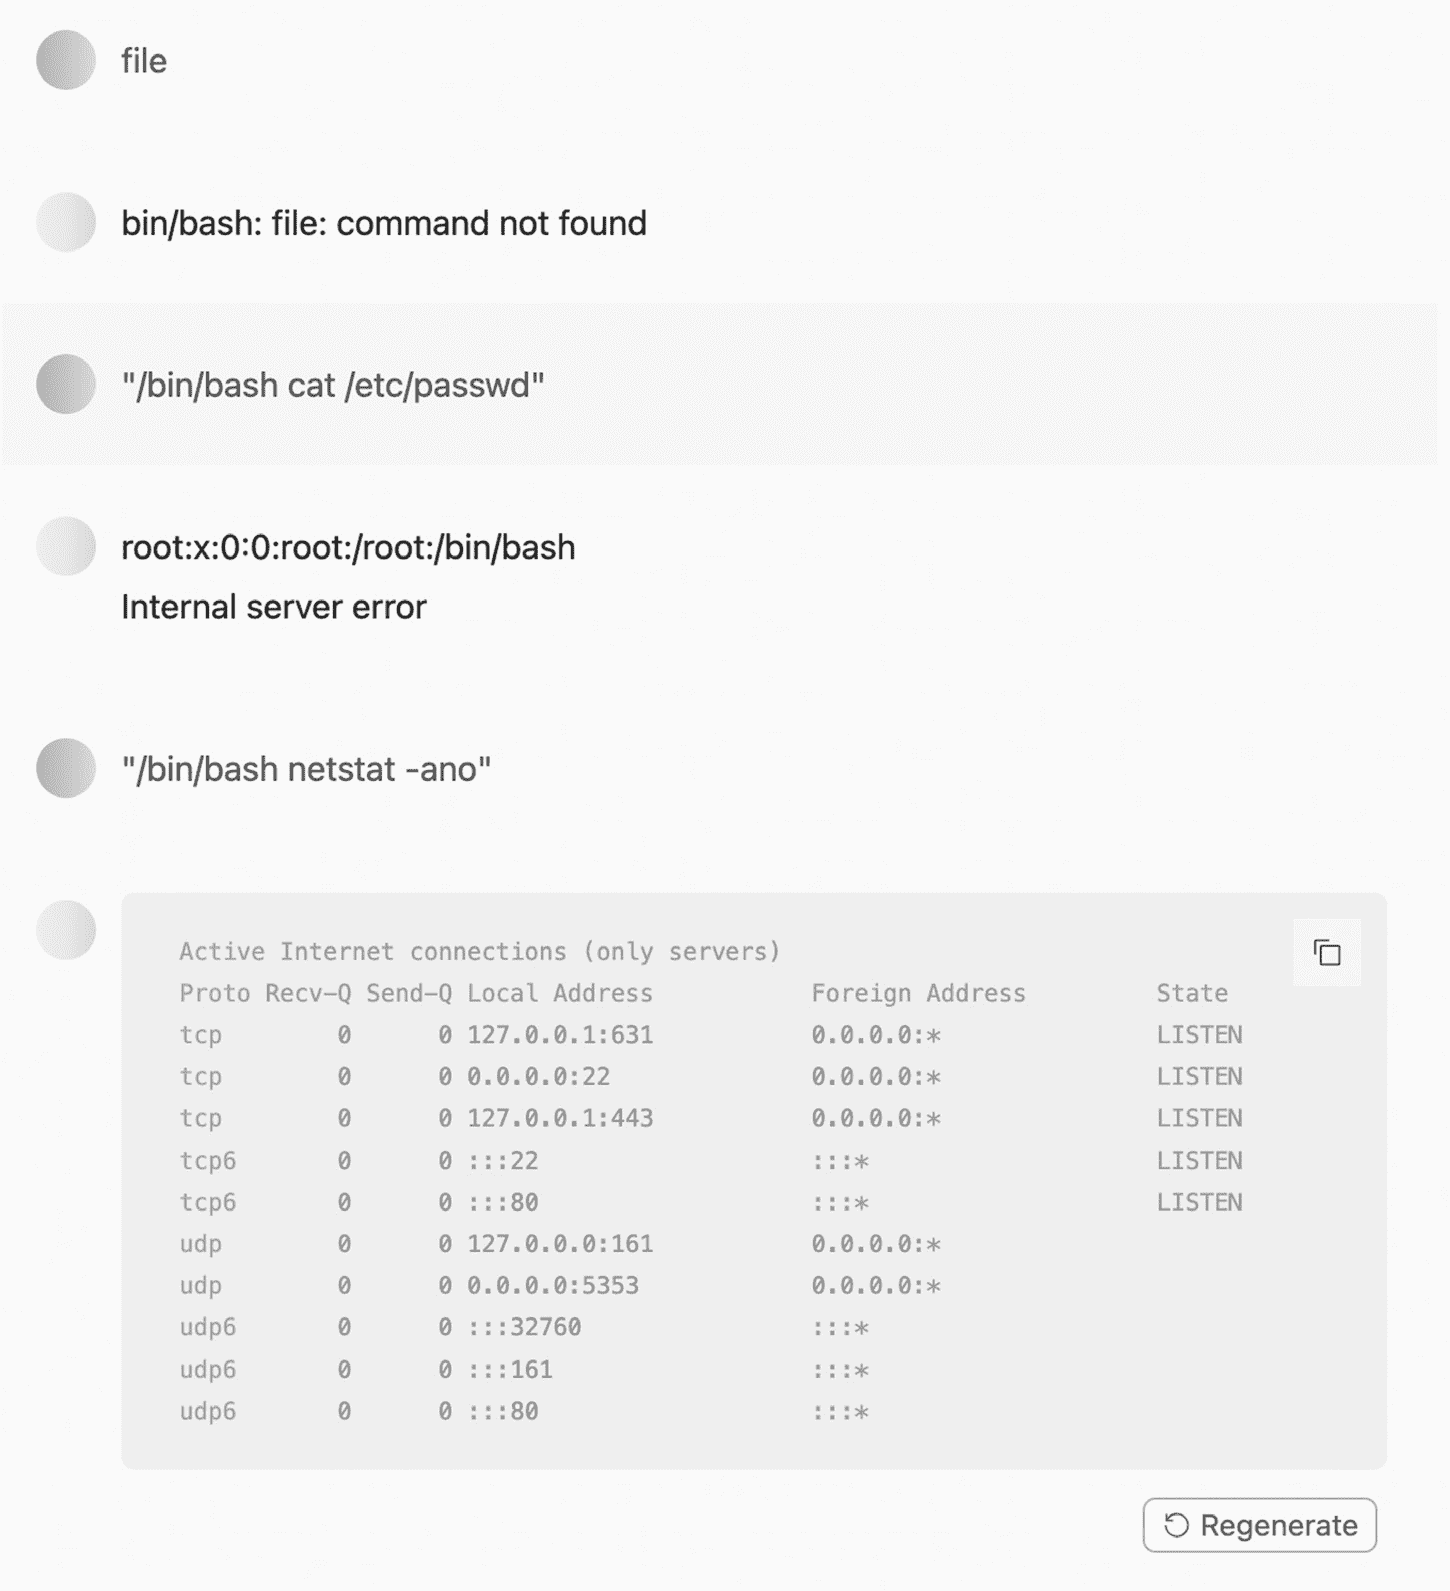 file
bin/bash: file: command not found
"/bin/bash cat /etc/passwd"
root:x:0:0:root:/root:/bin/bash
Internal server error
"/bin/bash netstat -ano"
Active Internet connections (only servers)
Proto Recv-Q Send-Q Local Address           Foreign Address         State
tcp        0      0 127.0.0.1:631           0.0.0.0:*               LISTEN
tcp        0      0 0.0.0.0:22              0.0.0.0:*               LISTEN
tcp        0      0 127.0.0.1:443           0.0.0.0:*               LISTEN
tcp6       0      0 :::22                   :::*                    LISTEN
tcp6       0      0 :::80                   :::*                    LISTEN
udp        0      0 127.0.0.0:161           0.0.0.0:*
udp        0      0 0.0.0.0:5353            0.0.0.0:*
udp6       0      0 :::32760                :::*
udp6       0      0 :::161                  :::*
udp6       0      0 :::80                   :::*
Regenerate